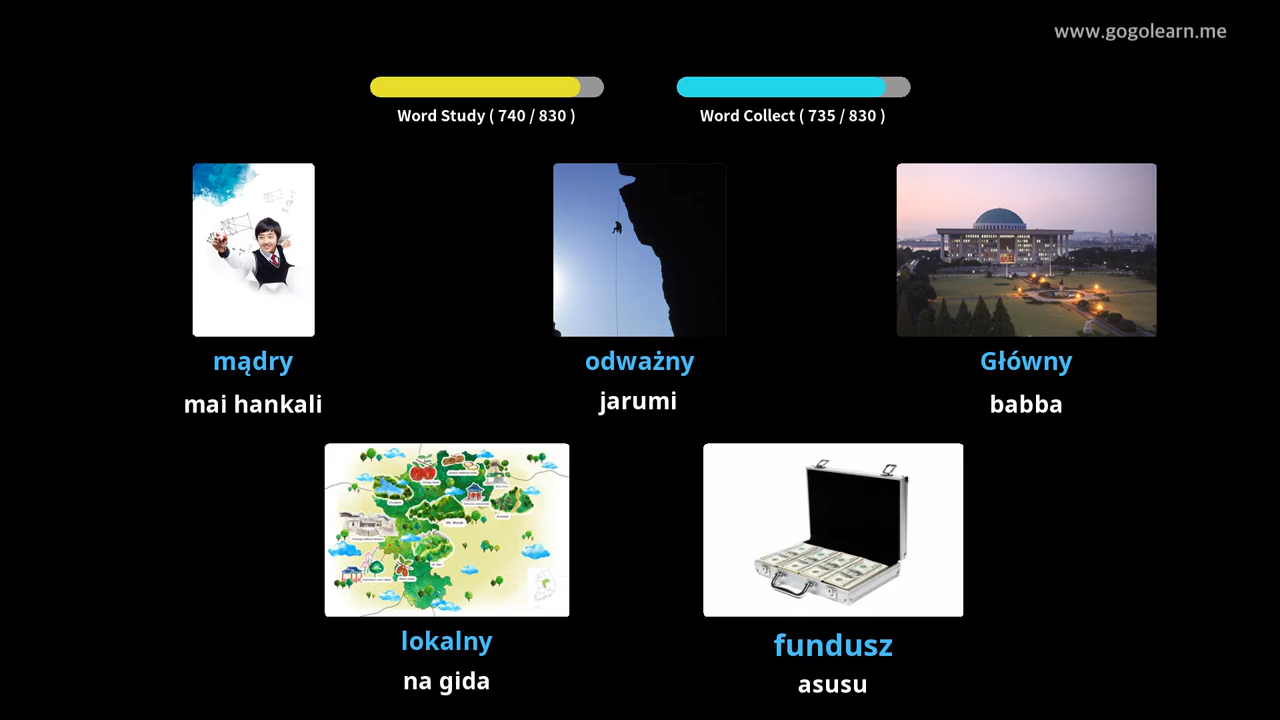 www.gogolearn.me
Word Study ( 740 / 830 )
Word Collect ( 735 / 830 )
mądry
mai hankali
odważny
jarumi
Główny
babba
lokalny
na gida
fundusz
asusu